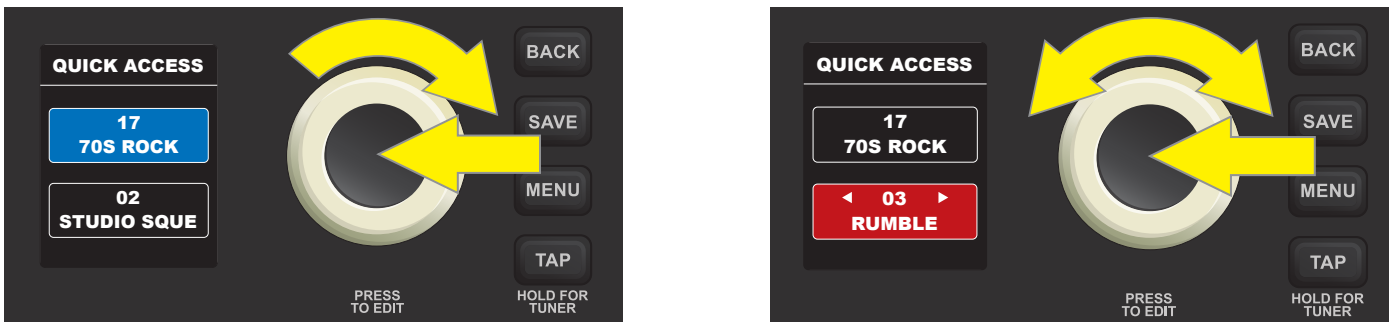 QUICK ACCESS
17
70S ROCK
02
STUDIO SQUE
BACK
SAVE
MENU
TAP
PRESS
TO EDIT
HOLD FOR
TUNER
QUICK ACCESS
17
70S ROCK
03
RUMBLE
BACK
SAVE
MENU
TAP
PRESS
TO EDIT
HOLD FOR
TUNER